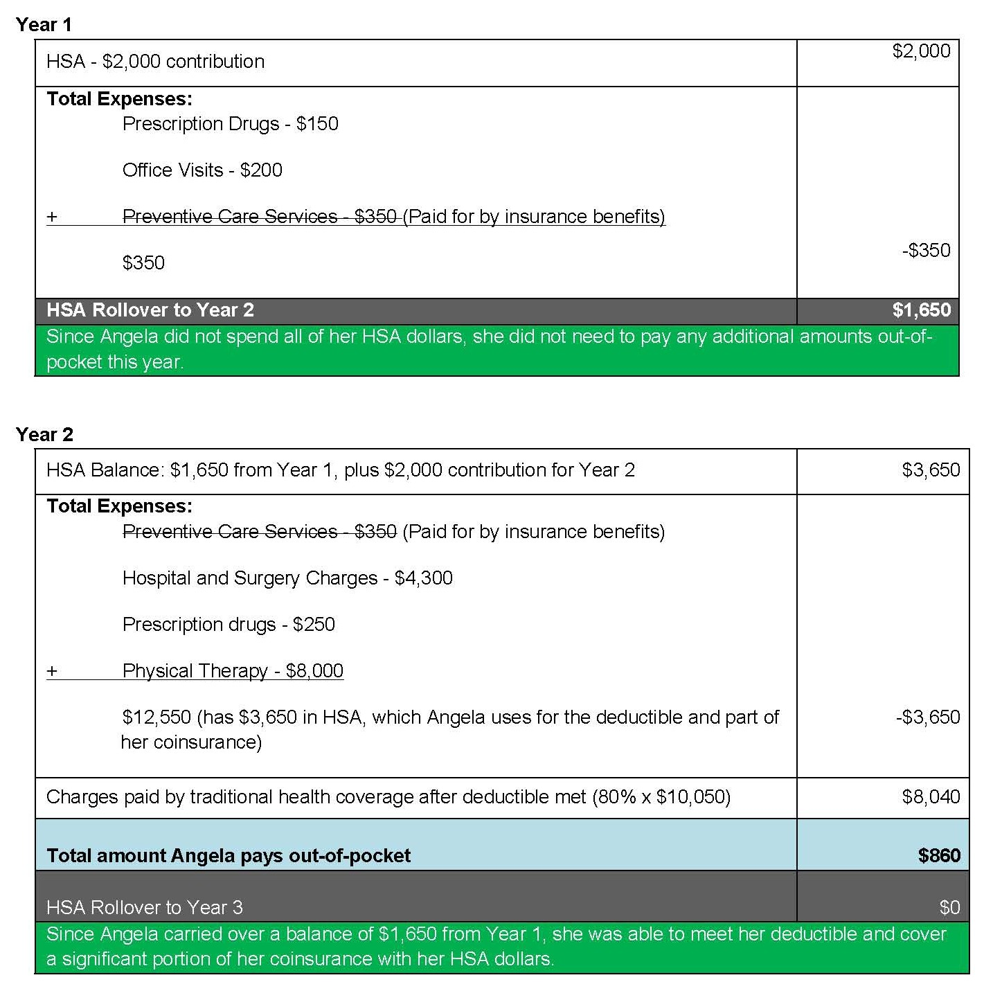 Year 1
HSA - $2,000 contribution
$2,000
Total Expenses:
Prescription Drugs - $150
Office Visits - $200
+ Preventive Care Services - $350 (Paid for by insurance benefits)
$350
-$350
HSA Rollover to Year 2
$1,650
Since Angela did not spend all of her HSA dollars, she did not need to pay any additional amounts out-of-
pocket this year.
Year 2
HSA Balance: $1,650 from Year 1, plus $2,000 contribution for Year 2
$3,650
Total Expenses:
Preventive Care Services - $350 (Paid for by insurance benefits)
Hospital and Surgery Charges - $4,300
Prescription drugs - $250
+ Physical Therapy - $8,000
$12,550 (has $3,650 in HSA, which Angela uses for the deductible and part of
-$3,650
her coinsurance)
Charges paid by traditional health coverage after deductible met (80% x $10,050)
$8,040
Total amount Angela pays out-of-pocket
$860
HSA Rollover to Year 3
$0
Since Angela carried over a balance of $1,650 from Year 1, she was able to meet her deductible and cover
a significant portion of her coinsurance with her HSA dollars.